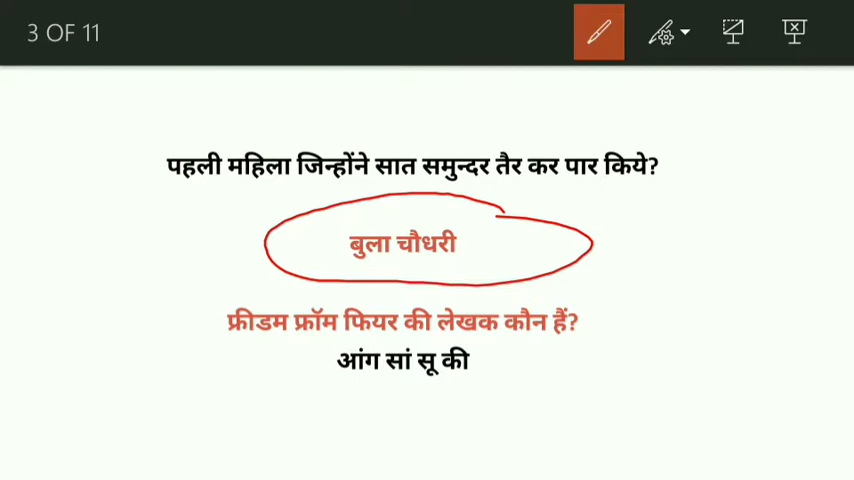 3 OF 11
पहली महिला जिन्होंने सात समुन्दर तैर कर पार किये?
बुला चौधरी
फ्रीडम फ्रॉम फियर की लेखक कौन हैं?
आंग सां सू की